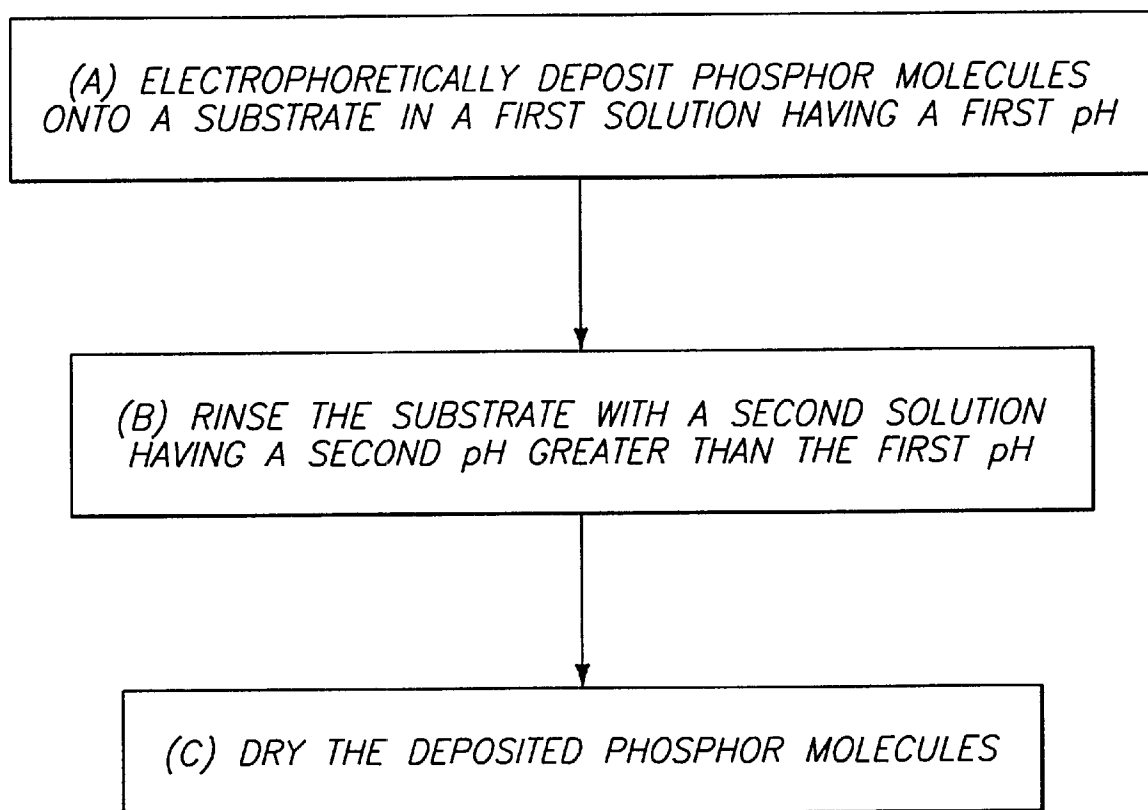 (A) ELECTROPHORETICALLY DEPOSIT PHOSPHOR MOLECULES
ONTO A SUBSTRATE IN A FIRST SOLUTION HAVING A FIRST pH
(B) RINSE THE SUBSTRATE WITH A SECOND SOLUTION
HAVING A SECOND pH GREATER THAN THE FIRST pH
(C) DRY THE DEPOSITED PHOSPHOR MOLECULES